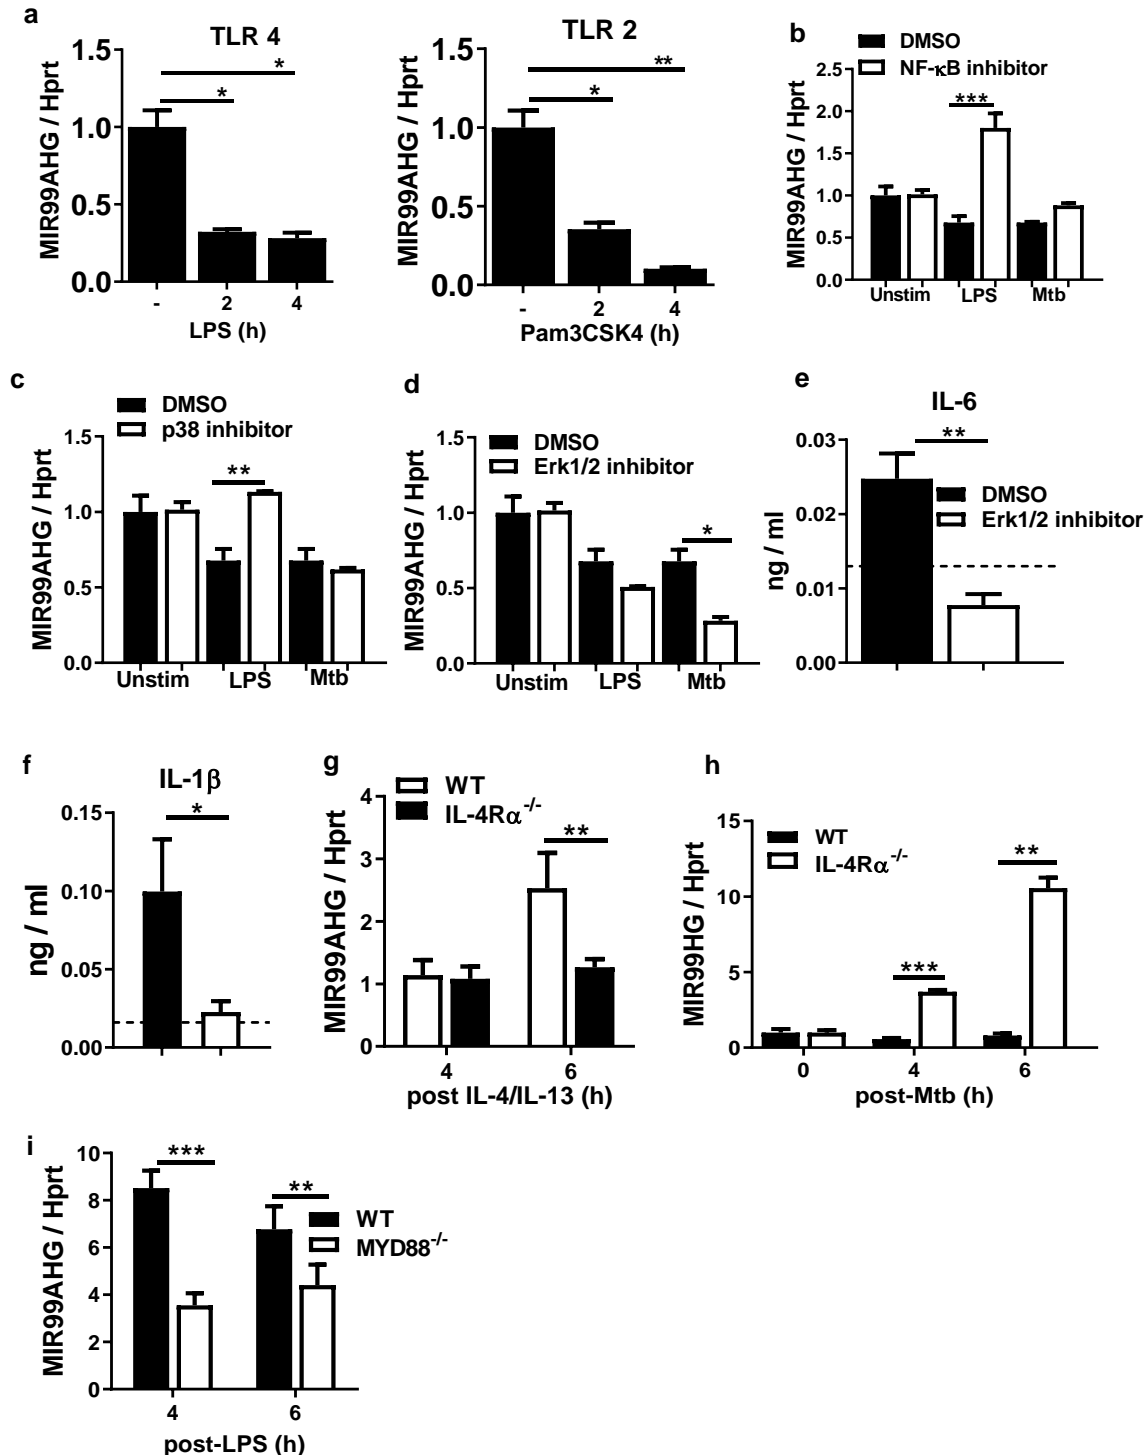 a
TLR 4
MIR99AHG / Hprt
1.5
1.0
0.5
0.0
*
*
- 2 4
LPS (h)
TLR 2
MIR99AHG / Hprt
1.5
1.0
0.5
0.0
**
*
- 2 4
Pam3CSK4 (h)
b
DMSO
NF-κB inhibitor
MIR99AHG / Hprt
2.5
2.0
1.5
1.0
0.5
0.0
***
Unstim LPS Mtb
c
DMSO
p38 inhibitor
MIR99AHG / Hprt
1.5
1.0
0.5
0.0
**
Unstim LPS Mtb
d
DMSO
Erk1/2 inhibitor
MIR99AHG / Hprt
1.5
1.0
0.5
0.0
*
Unstim LPS Mtb
e
IL-6
ng / ml
0.03
0.02
0.01
0.00
**
DMSO
Erk1/2 inhibitor
f
IL-1β
ng / ml
0.15
0.10
0.05
0.00
*
g
WT
IL-4Rα-/-
MIR99AHG / Hprt
4
3
2
1
0
**
4 6
post IL-4/IL-13 (h)
h
WT
IL-4Rα-/-
MIR99HG / Hprt
15
10
5
0
***
**
0 4 6
post-Mtb (h)
i
MIR99AHG / Hprt
10
8
6
4
2
0
***
**
WT
MYD88-/-
4 6
post-LPS (h)